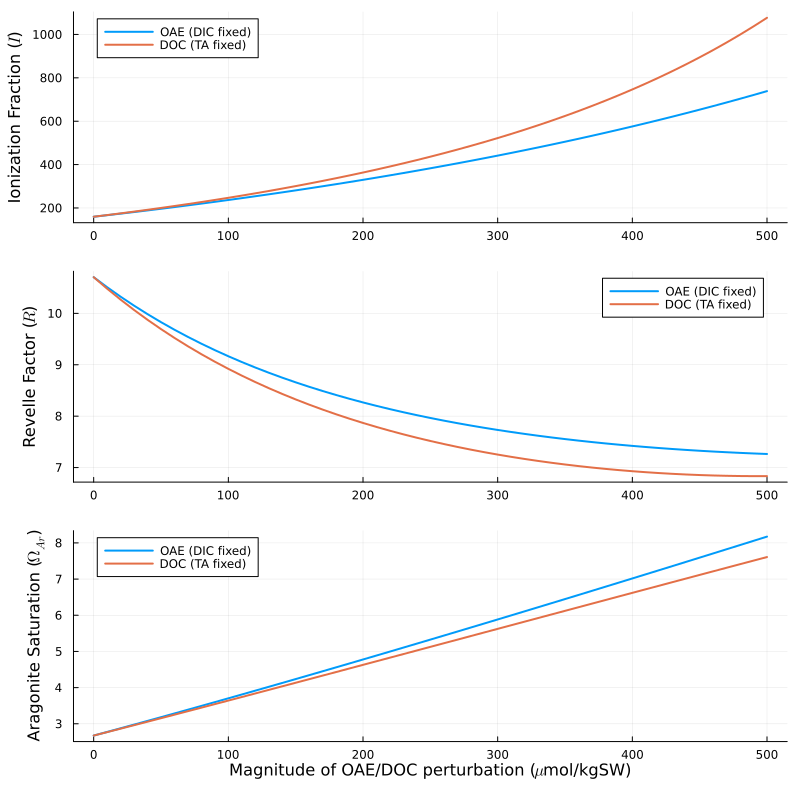 Ionization Fraction (I)
1000
800
600
400
200
OAE (DIC fixed)
DOC (TA fixed)
0 100 200 300 400 500
Revelle Factor (R)
10
9
8
7
OAE (DIC fixed)
DOC (TA fixed)
0 100 200 300 400 500
Aragonite Saturation (Ω_Ar)
8
7
6
5
4
3
OAE (DIC fixed)
DOC (TA fixed)
0 100 200 300 400 500
Magnitude of OAE/DOC perturbation (μmol/kgSW)